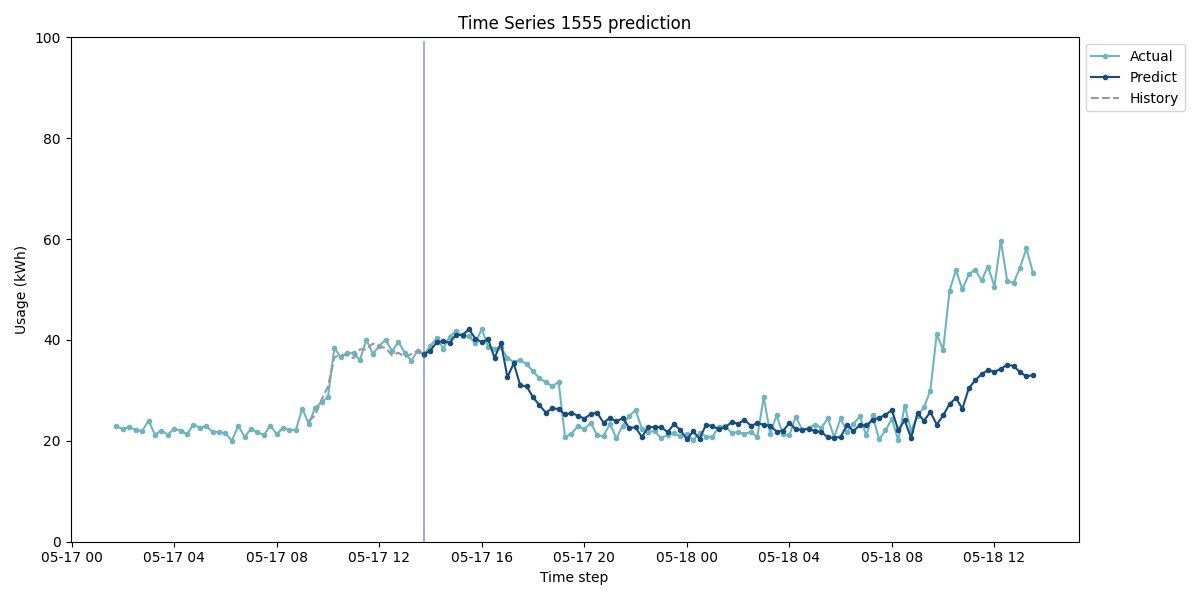 Time Series 1555 prediction
100
80
60
40
20
0
Usage (kWh)
05-17 00
05-17 04
05-17 08
05-17 12
05-17 16
05-17 20
05-18 00
05-18 04
05-18 08
05-18 12
Time step
Actual
Predict
History